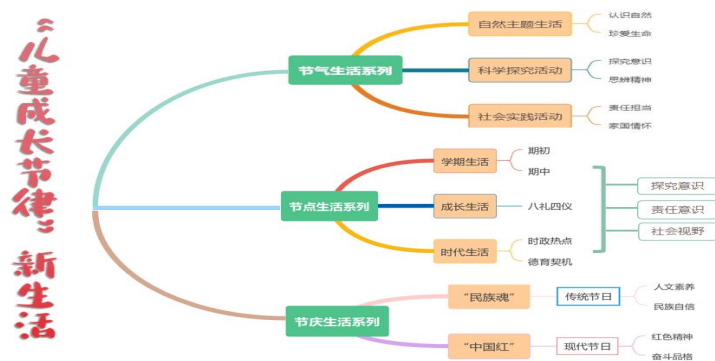 《儿童成长节律》新生活
节气生活系列
自然主题生活
认识自然
珍爱生命
科学探究活动
探究意识
思辨精神
社会实践活动
责任担当
家国情怀
节点生活系列
学期生活
期初
期中
成长生活
八礼四仪
时代生活
时政热点
德育契机
探究意识
责任意识
社会视野
节庆生活系列
“民族魂”
传统节日
人文素养
民族自信
“中国红”
现代节日
红色精神
奋斗品格